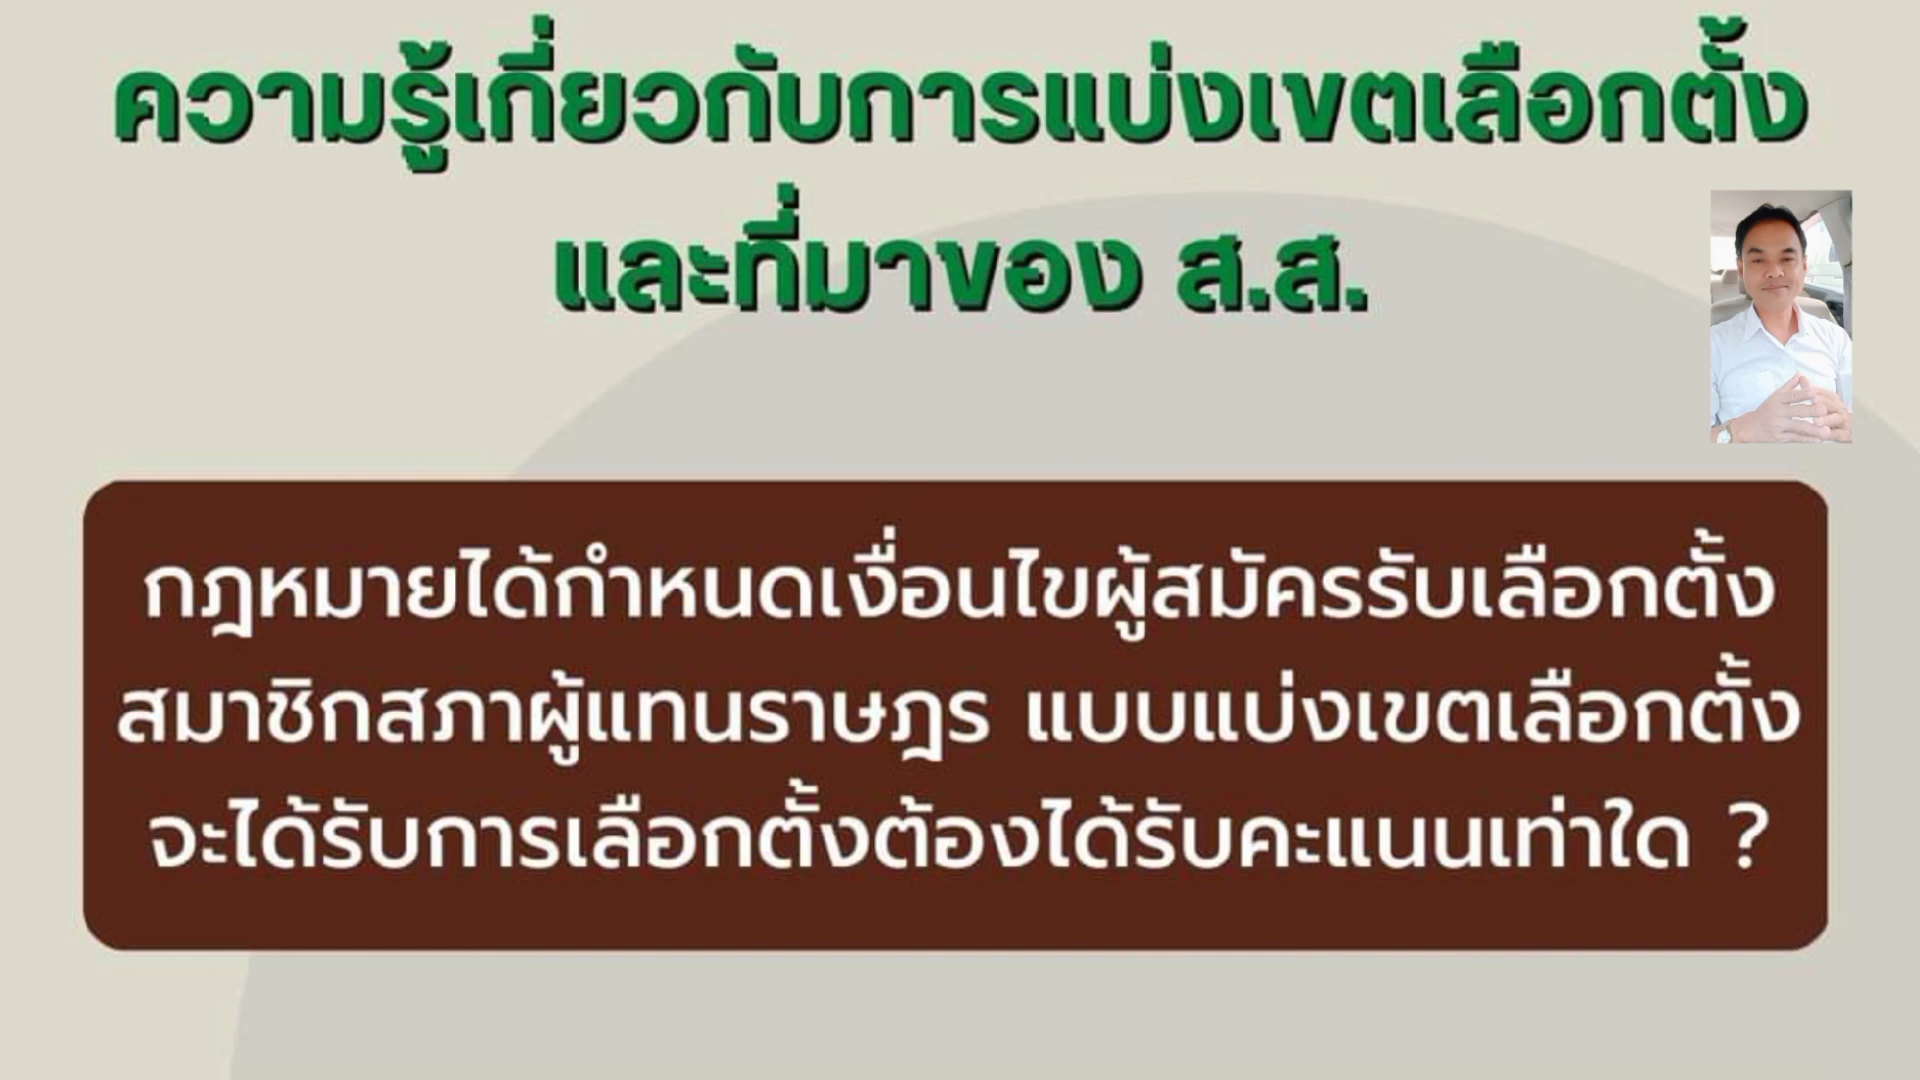 ความรู้เกี่ยวกับการแบ่งเขตเลือกตั้ง
และที่มาของ ส.ส.
กฎหมายได้กำหนดเงื่อนไขผู้สมัครรับเลือกตั้ง
สมาชิกสภาผู้แทนราษฎร แบบแบ่งเขตเลือกตั้ง
จะได้รับการเลือกตั้งต้องได้รับคะแนนเท่าใด ?